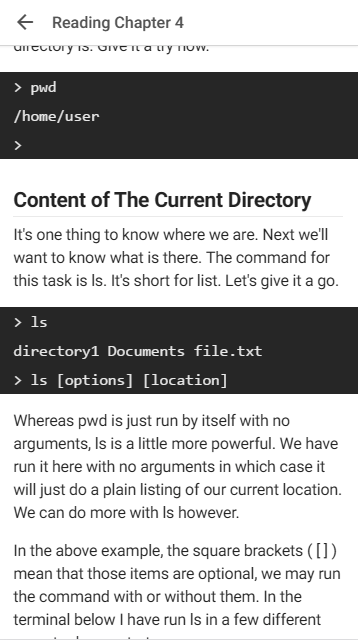 Reading Chapter 4
directory is. Give it a try now.
> pwd
/home/user
>
Content of The Current Directory
It's one thing to know where we are. Next we'll
want to know what is there. The command for
this task is ls. It's short for list. Let's give it a go.
> ls
directory1 Documents file.txt
> ls [options] [location]
Whereas pwd is just run by itself with no
arguments, ls is a little more powerful. We have
run it here with no arguments in which case it
will just do a plain listing of our current location.
We can do more with ls however.
In the above example, the square brackets ( [ ] )
mean that those items are optional, we may run
the command with or without them. In the
terminal below I have run ls in a few different